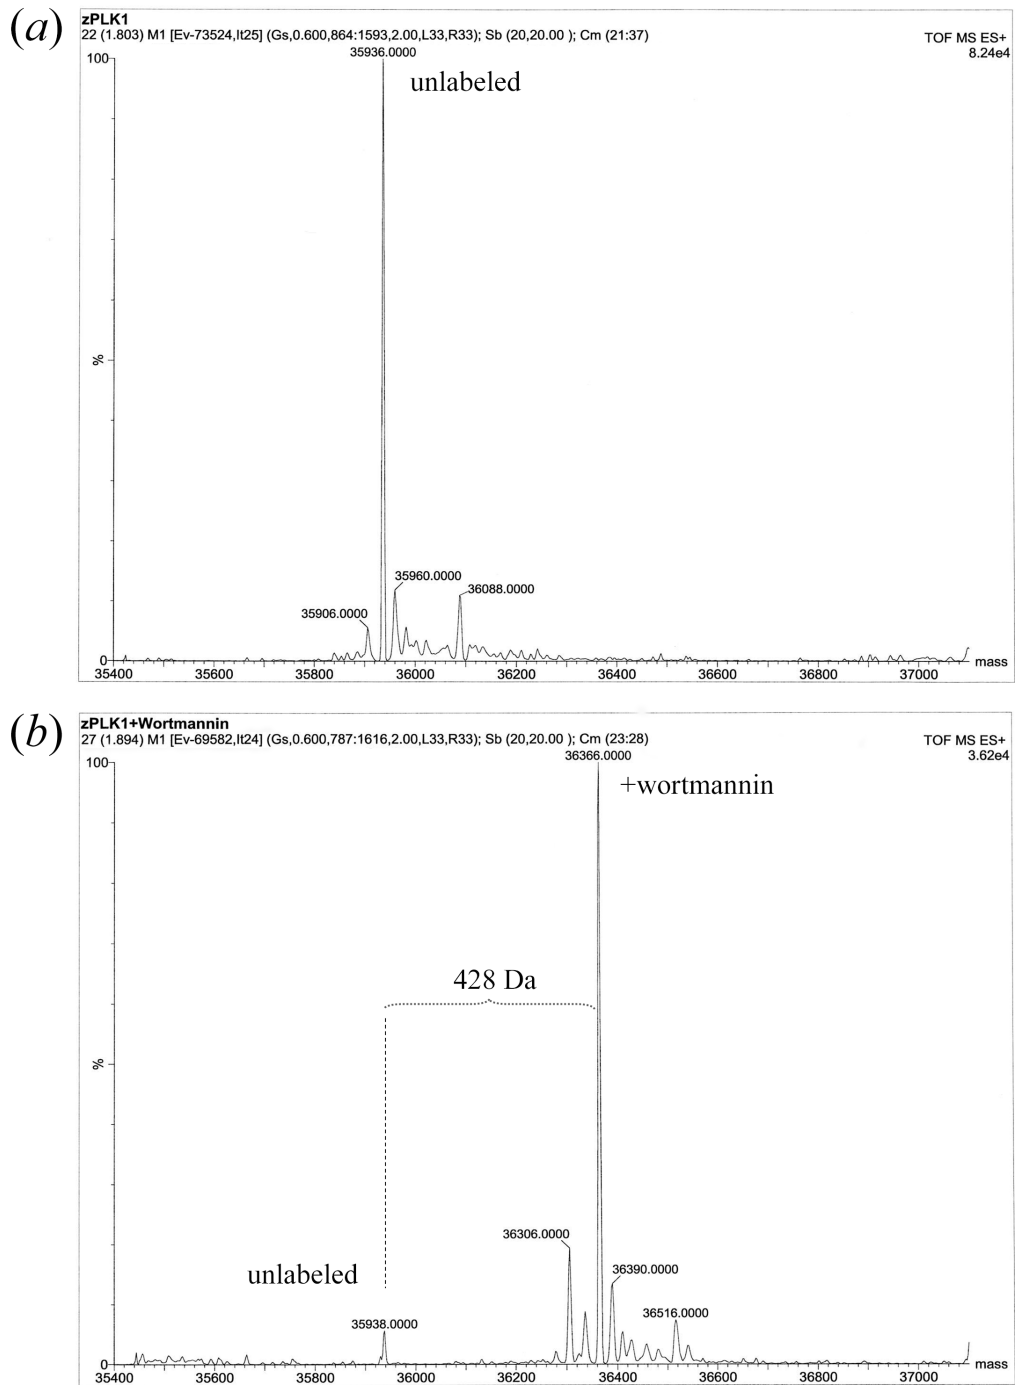 (a)
zPLK1
22 (1.803) M1 [Ev-73524,It25] (Gs,0.600,864:1593,2.00,L33,R33); Sb (20,20.00 ); Cm (21:37)
TOF MS ES+
8.24e4
100
35936.0000
unlabeled
%
35960.0000
36088.0000
35906.0000
0
mass
35400 35600 35800 36000 36200 36400 36600 36800 37000
(b)
zPLK1+Wortmannin
27 (1.894) M1 [Ev-69582,It24] (Gs,0.600,787:1616,2.00,L33,R33); Sb (20,20.00 ); Cm (23:28)
TOF MS ES+
3.62e4
100
36366.0000
+wortmannin
428 Da
%
36306.0000
36390.0000
unlabeled
36516.0000
35938.0000
0
mass
35400 35600 35800 36000 36200 36400 36600 36800 37000